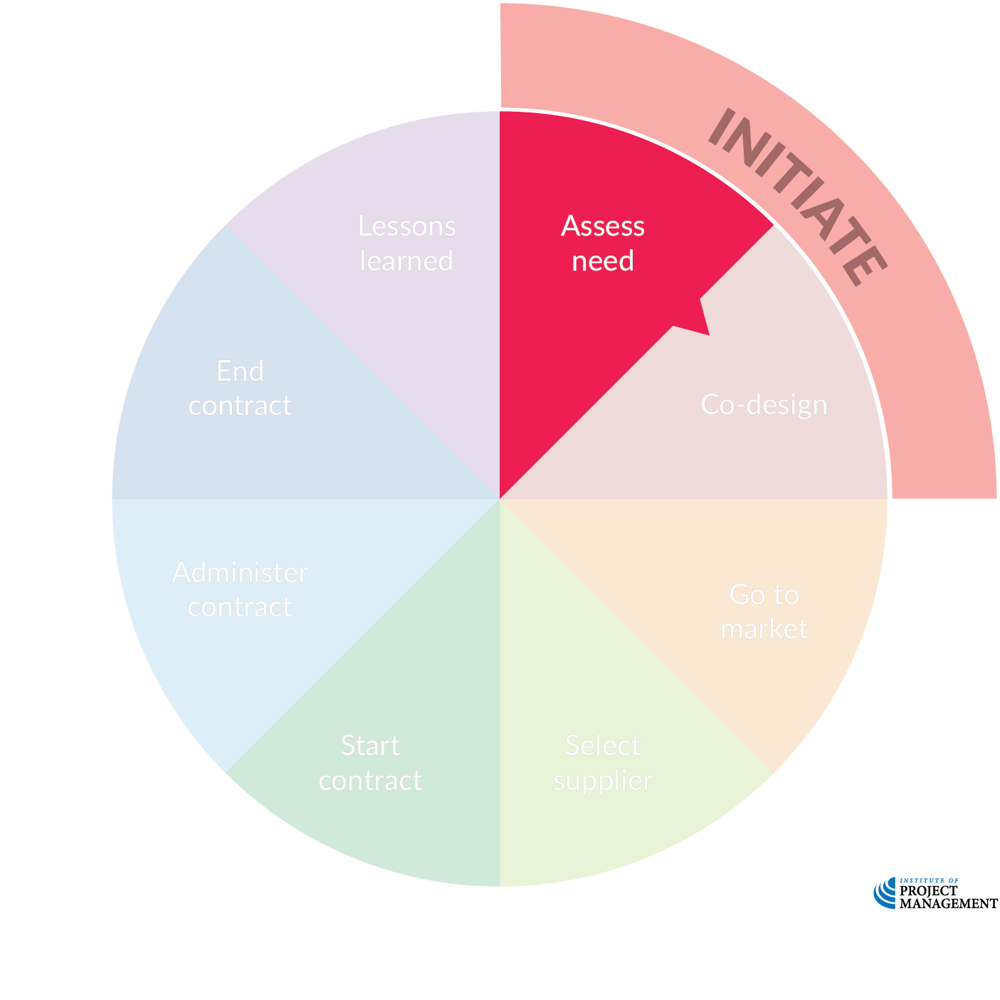 INITIATE
Lessons
learned
Assess
need
End
contract
Co-design
Administer
contract
Go to
market
Start
contract
Select
supplier
INSTITUTE OF
PROJECT
MANAGEMENT